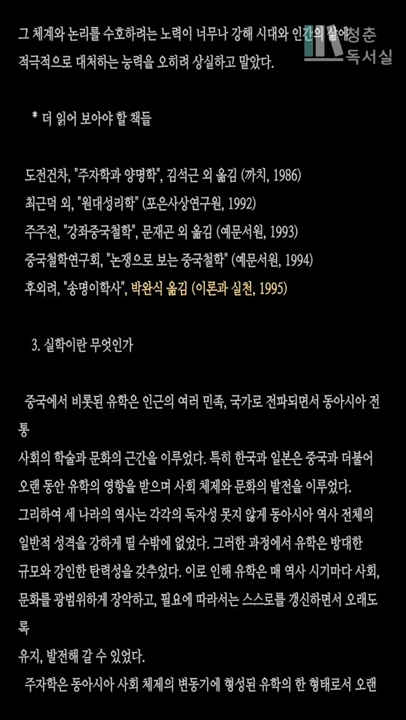 그 체계와 논리를 수호하려는 노력이 너무나 강해 시대와 인간의 삶에
적극적으로 대처하는 능력을 오히려 상실하고 말았다.
청춘
독서실
* 더 읽어 보아야 할 책들
도전건차, "주자학과 양명학", 김석근 외 옮김 (까치, 1986)
최근덕 외, "원대성리학" (포은사상연구원, 1992)
주주전, "강좌중국철학", 문재곤 외 옮김 (예문서원, 1993)
중국철학연구회, "논쟁으로 보는 중국철학" (예문서원, 1994)
후외려, "송명이학사", 박완식 옮김 (이론과 실천, 1995)
3. 실학이란 무엇인가
중국에서 비롯된 유학은 인근의 여러 민족, 국가로 전파되면서 동아시아 전
통
사회의 학술과 문화의 근간을 이루었다. 특히 한국과 일본은 중국과 더불어
오랜 동안 유학의 영향을 받으며 사회 체제와 문화의 발전을 이루었다.
그리하여 세 나라의 역사는 각각의 독자성 못지 않게 동아시아 역사 전체의
일반적 성격을 강하게 띨 수밖에 없었다. 그러한 과정에서 유학은 방대한
규모와 강인한 탄력성을 갖추었다. 이로 인해 유학은 매 역사 시기마다 사회,
문화를 광범위하게 장악하고, 필요에 따라서는 스스로를 갱신하면서 오래도
록
유지, 발전해 갈 수 있었다.
주자학은 동아시아 사회 체제의 변동기에 형성된 유학의 한 형태로서 오랜